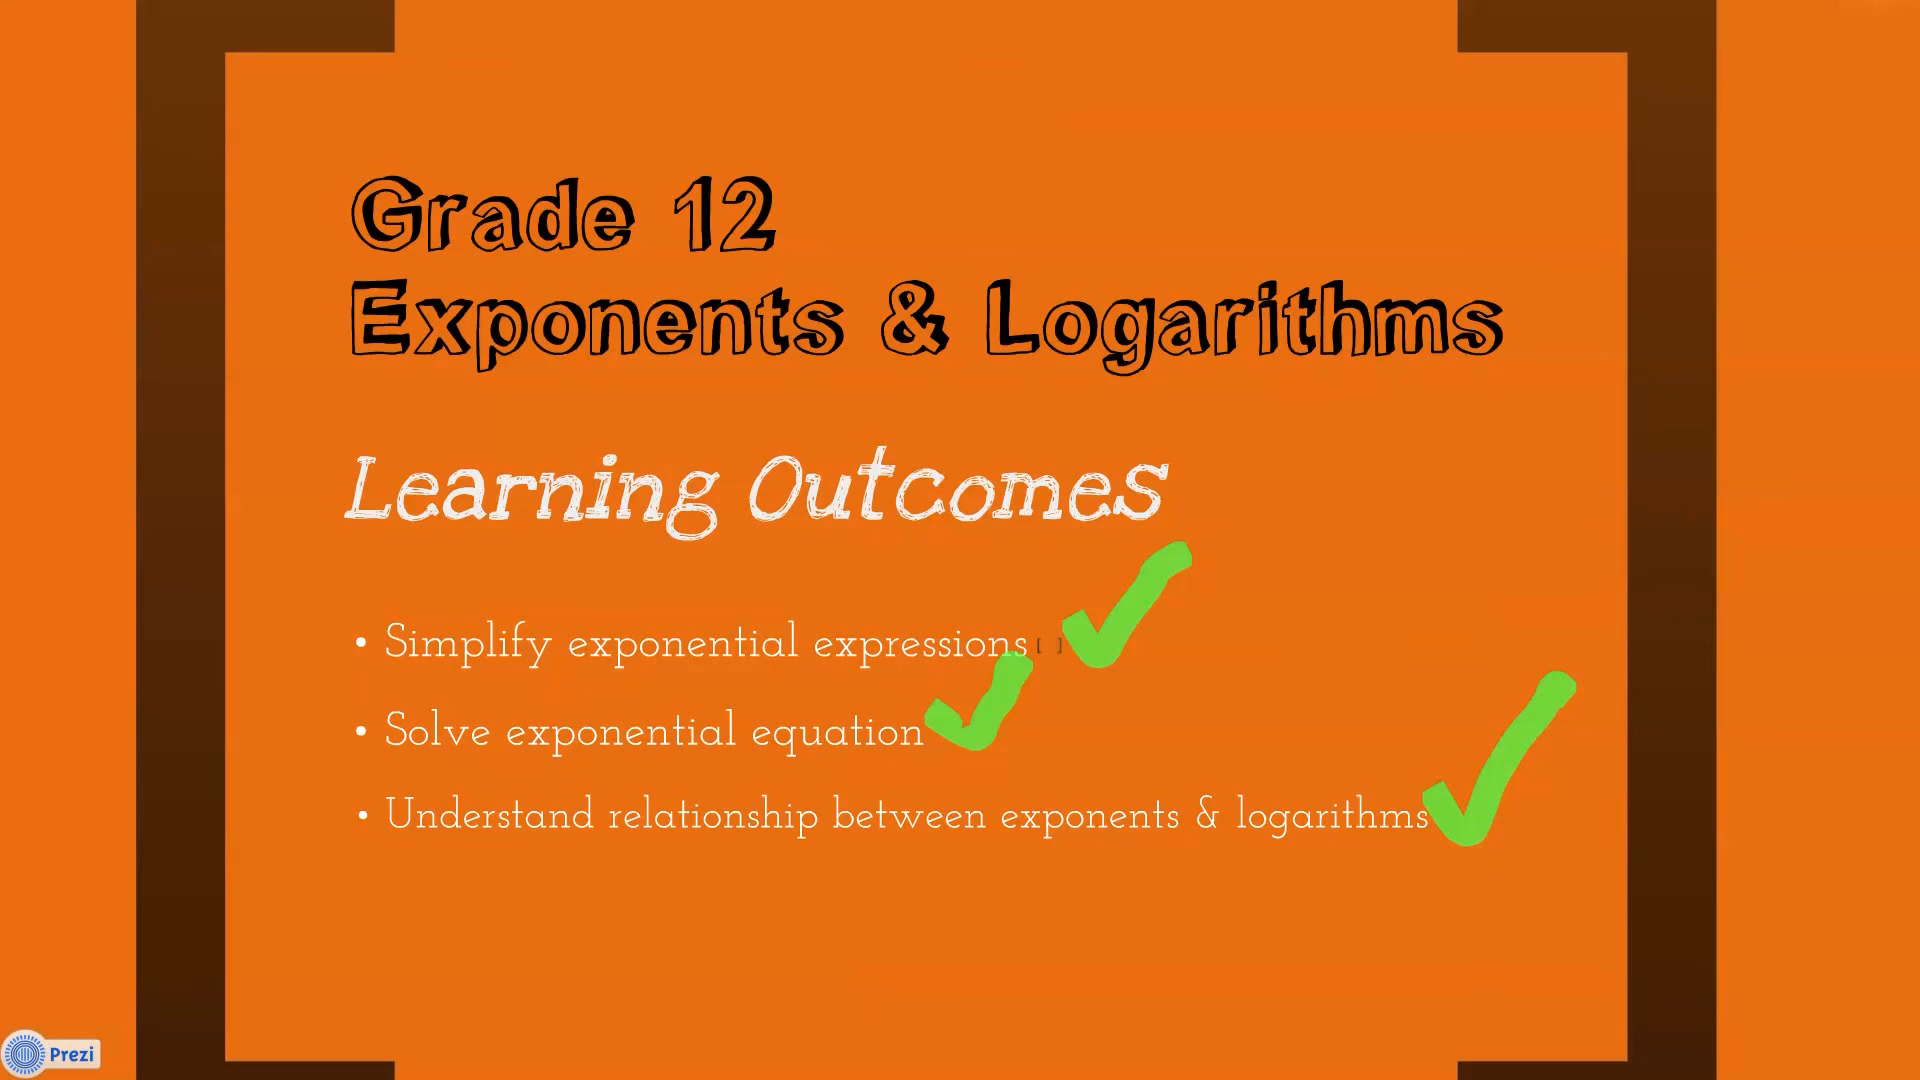 Grade 12
Exponents & Logarithms
Learning Outcomes
• Simplify exponential expressions
• Solve exponential equation
• Understand relationship between exponents & logarithms
Prezi